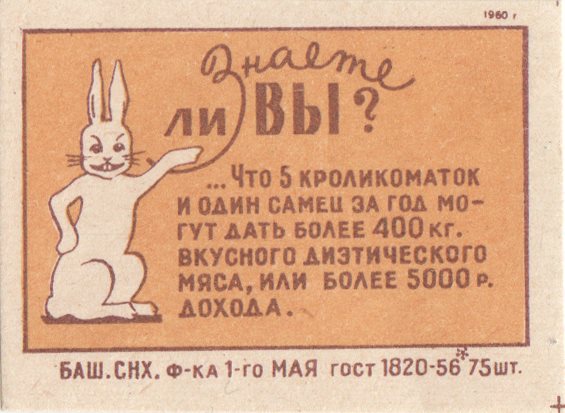 1960 г
Знаете
ли ВЫ?
...Что 5 кроликоматок
и один самец за год мо-
гут дать более 400 кг.
вкусного диэтического
мяса, или более 5000 р.
дохода.
БАШ. СНХ. Ф-ка 1-го МАЯ гост 1820-56* 75шт.